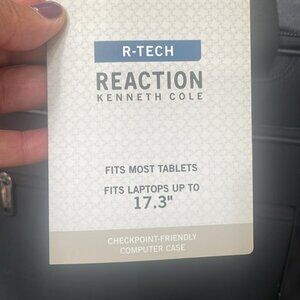 R-TECH
REACTION
KENNETH COLE
FITS MOST TABLETS
FITS LAPTOPS UP TO
17.3"
CHECKPOINT-FRIENDLY
COMPUTER CASE